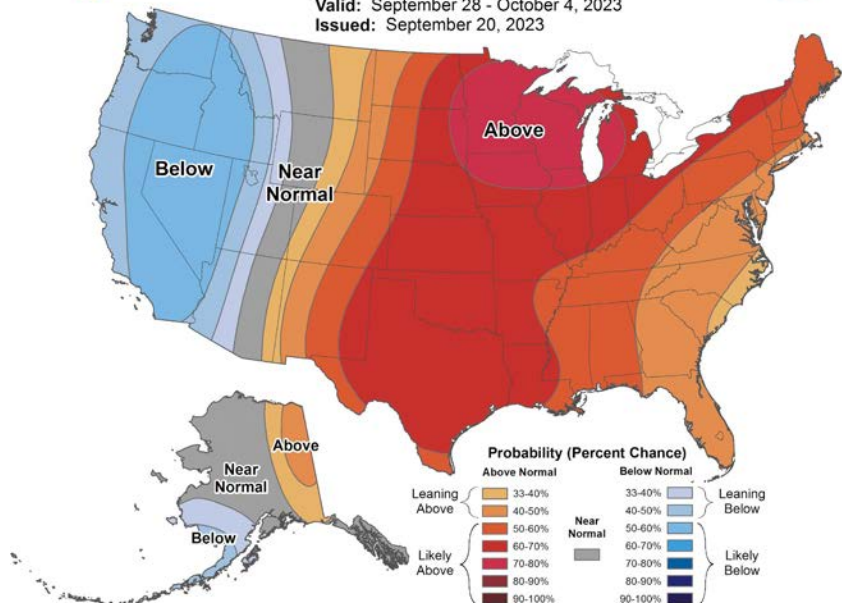 Valid: September 28 - October 4, 2023
Issued: September 20, 2023
Above
Below
Near
Normal
Above
Near
Normal
Below
Probability (Percent Chance)
Above Normal
Below Normal
Leaning
Above
33-40%
40-50%
Likely
Above
50-60%
60-70%
70-80%
80-90%
90-100%
Near
Normal
33-40%
40-50%
Leaning
Below
50-60%
60-70%
70-80%
80-90%
90-100%
Likely
Below